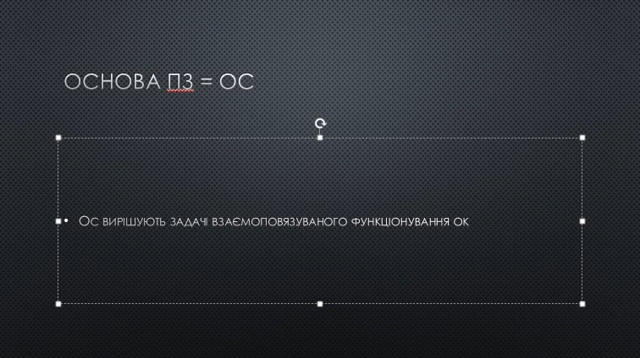 ОСНОВА ПЗ = ОС
• Ос вирішують задачі взаємоповязуваного функціонування ок